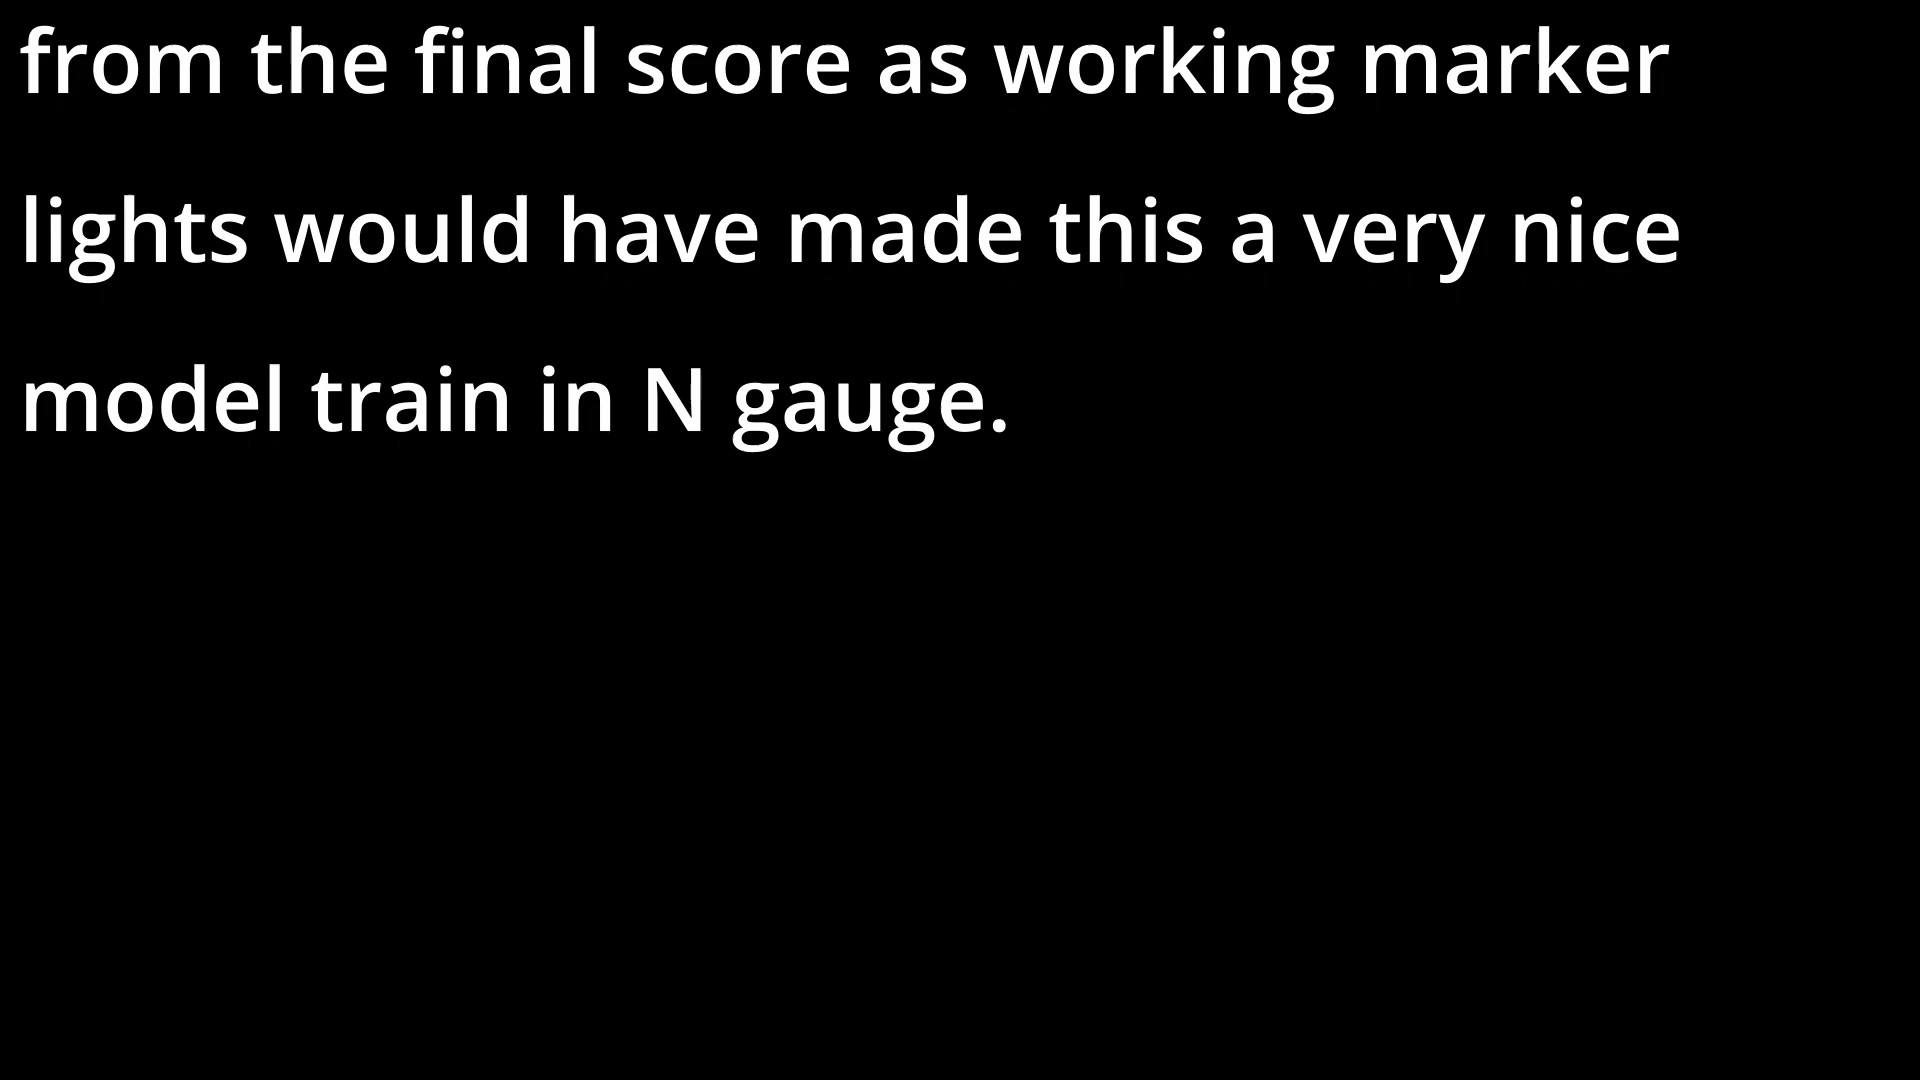 from the final score as working marker
lights would have made this a very nice
model train in N gauge.